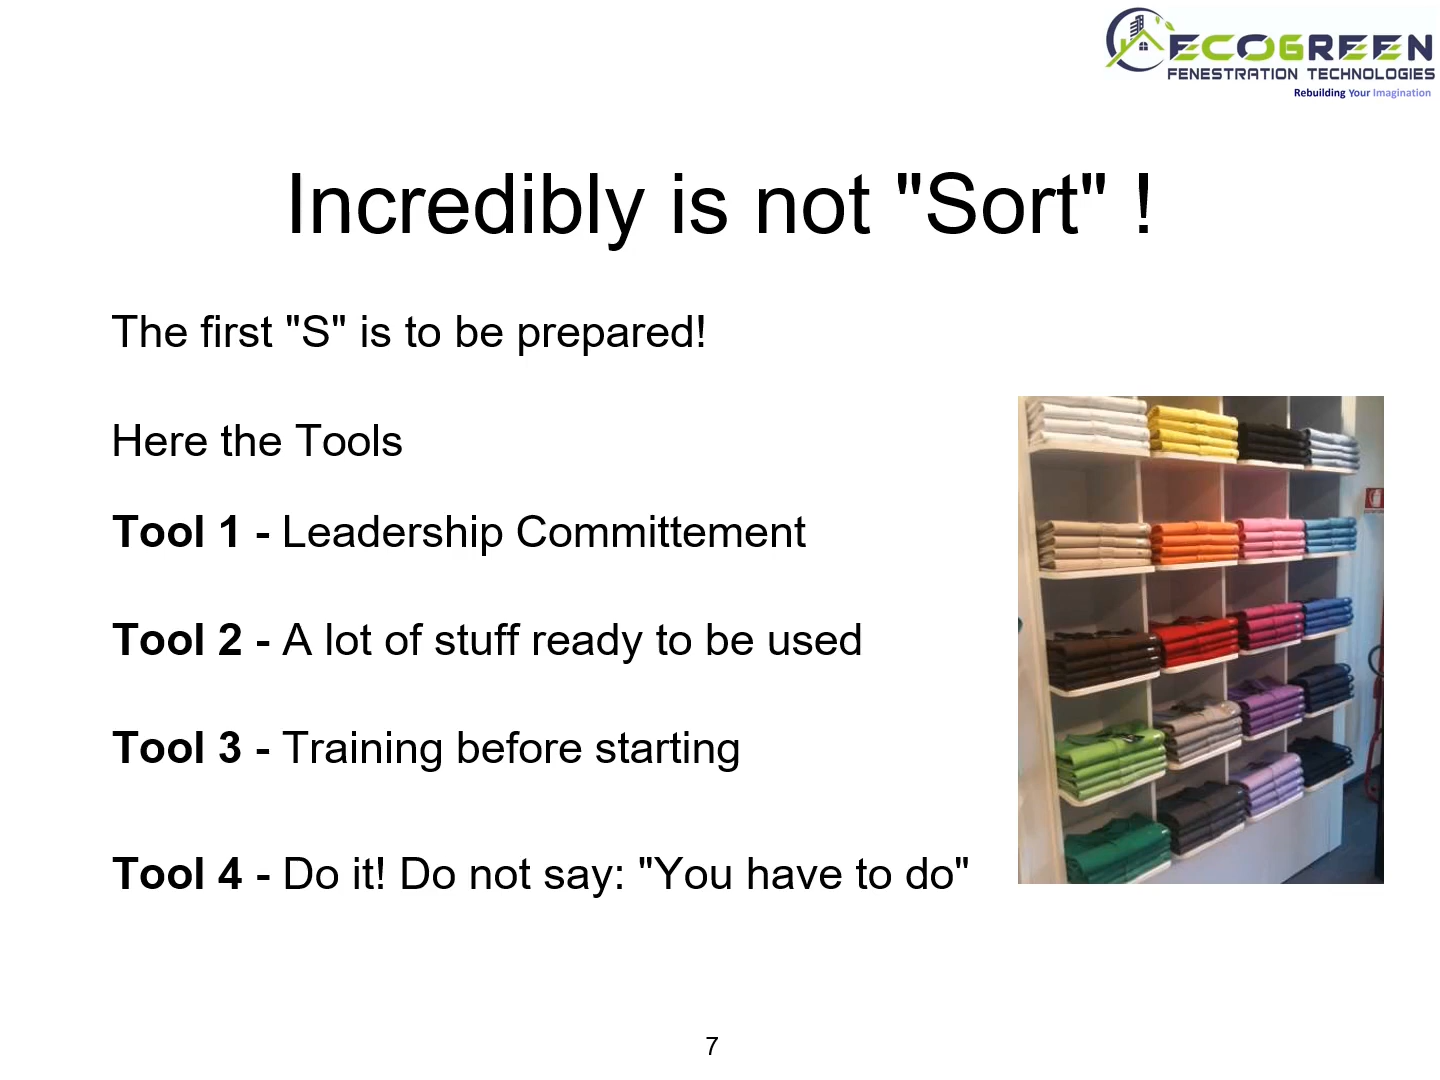 ECOGREEN
FENESTRATION TECHNOLOGIES
Rebuilding Your Imagination
Incredibly is not "Sort" !
The first "S" is to be prepared!
Here the Tools
Tool 1 - Leadership Committement
Tool 2 - A lot of stuff ready to be used
Tool 3 - Training before starting
Tool 4 - Do it! Do not say: "You have to do"
7